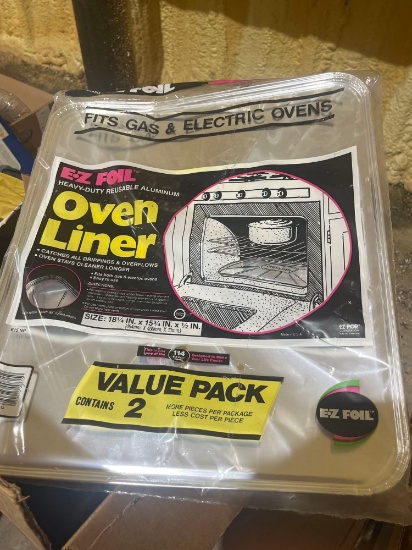 E-Z FOIL
FITS GAS & ELECTRIC OVENS
E-Z FOIL™
HEAVY-DUTY REUSABLE ALUMINUM
Oven
Liner
• CATCHES ALL DRIPPINGS & OVERFLOWS
• OVEN STAYS CLEANER LONGER
SIZE: 18¼ IN. x 15¾ IN. x ½ IN.
VALUE PACK
CONTAINS 2
MORE PIECES PER PACKAGE
LESS COST PER PIECE
E-Z FOIL™